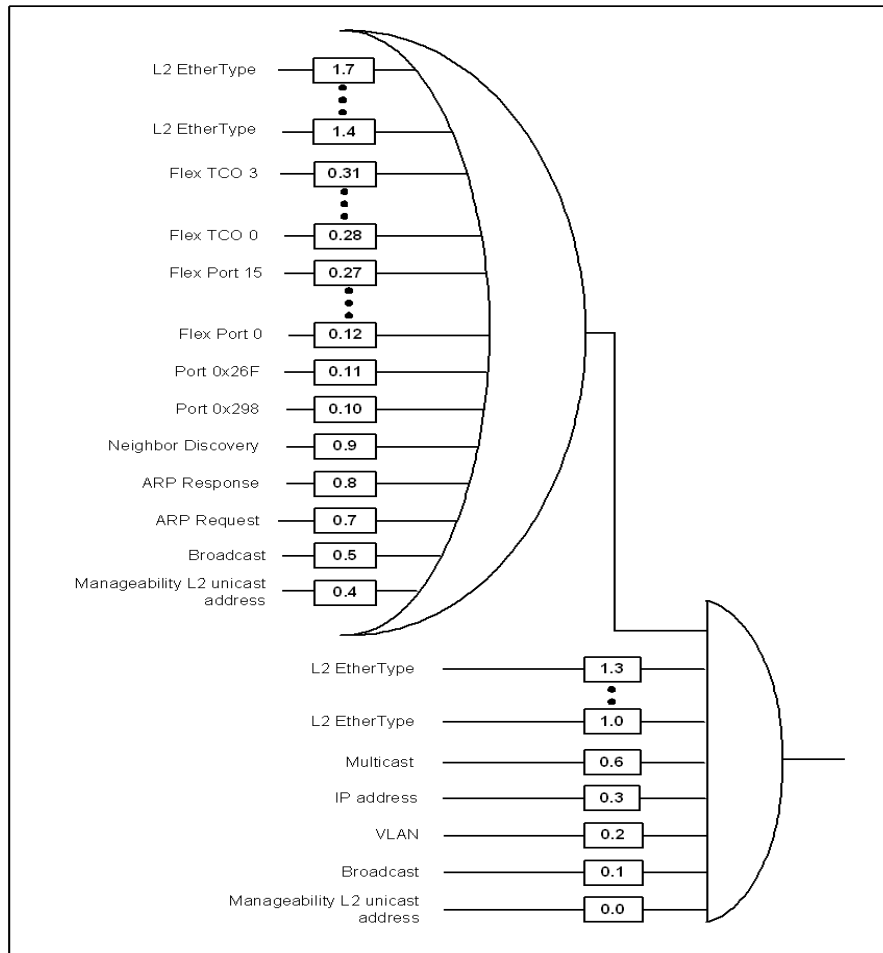 L2 EtherType 1.7
L2 EtherType 1.4
Flex TCO 3 0.31
Flex TCO 0 0.28
Flex Port 15 0.27
Flex Port 0 0.12
Port 0x26F 0.11
Port 0x298 0.10
Neighbor Discovery 0.9
ARP Response 0.8
ARP Request 0.7
Broadcast 0.5
Manageability L2 unicast
address 0.4
L2 EtherType 1.3
L2 EtherType 1.0
Multicast 0.6
IP address 0.3
VLAN 0.2
Broadcast 0.1
Manageability L2 unicast
address 0.0